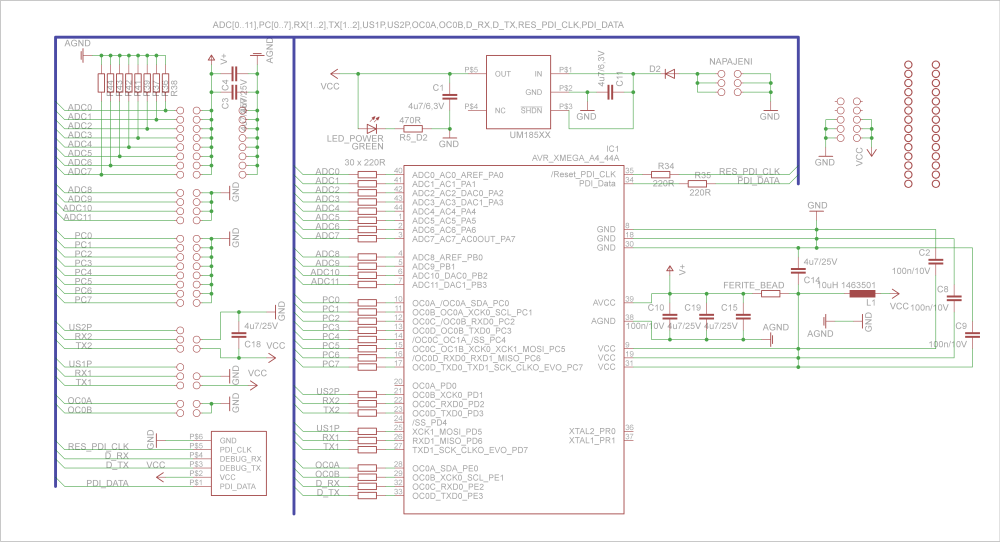 ADC[0..11],PC[0..7],RX[1..2],TX[1..2],US1P,US2P,OC0A,OC0B,D_RX,D_TX,RES_PDI_CLK,PDI_DATA
AGND
V+
AGND
R38
C4
C3
ADC0
ADC1
ADC2
ADC3
ADC4
ADC5
ADC6
ADC7
ADC8
ADC9
ADC10
ADC11
GND
PC0
PC1
PC2
PC3
PC4
PC5
PC6
PC7
GND
US2P
RX2
TX2
GND
4u7/25V
C18
VCC
US1P
RX1
TX1
GND
VCC
OC0A
OC0B
GND
RES_PDI_CLK
D_RX
D_TX
PDI_DATA
GND
VCC
P$6
P$5
P$4
P$3
P$2
P$1
GND
PDI_CLK
DEBUG_RX
DEBUG_TX
VCC
PDI_DATA
VCC
LED_POWER
GREEN
470R
R5_D2
C1
4u7/6,3V
GND
P$5
P$4
OUT
NC
IN
GND
SHDN
P$1
P$2
P$3
UM185XX
GND
4u7/6,3V
C11
D2
NAPAJENI
GND
GND
VCC
30 x 220R
IC1
AVR_XMEGA_A4_44A
ADC0 40 ADC0_AC0_AREF_PA0
ADC1 41 ADC1_AC1_PA1
ADC2 42 ADC2_AC2_DAC0_PA2
ADC3 43 ADC3_AC3_DAC1_PA3
ADC4 44 ADC4_AC4_PA4
ADC5 1 ADC5_AC5_PA5
ADC6 2 ADC6_AC6_PA6
ADC7 3 ADC7_AC7_AC0OUT_PA7
ADC8 4 ADC8_AREF_PB0
ADC9 5 ADC9_PB1
ADC10 6 ADC10_DAC0_PB2
ADC11 7 ADC11_DAC1_PB3
PC0 10 OC0A_/OC0A_SDA_PC0
PC1 11 OC0B_OC0A_XCK0_SCL_PC1
PC2 12 OC0C_/OC0B_RXD0_PC2
PC3 13 OC0D_OC0B_TXD0_PC3
PC4 14 /OC0C_OC1A_/SS_PC4
PC5 15 OC0C_OC1B_XCK0_XCK1_MOSI_PC5
PC6 16 /OC0D_RXD0_RXD1_MISO_PC6
PC7 17 OC0D_TXD0_TXD1_SCK_CLKO_EVO_PC7
20 OC0A_PD0
US2P 21 OC0B_XCK0_PD1
RX2 22 OC0C_RXD0_PD2
TX2 23 OC0D_TXD0_PD3
24 /SS_PD4
US1P 25 XCK1_MOSI_PD5
RX1 26 RXD1_MISO_PD6
TX1 27 TXD1_SCK_CLKO_EVO_PD7
OC0A 28 OC0A_SDA_PE0
OC0B 29 OC0B_XCK0_SCL_PE1
D_RX 32 OC0C_RXD0_PE2
D_TX 33 OC0D_TXD0_PE3
/Reset_PDI_CLK 35
PDI_Data 34
R34
220R
R35
220R
RES_PDI_CLK
PDI_DATA
GND 8
GND 18
GND 30
AVCC 39
AGND 38
VCC 9
VCC 19
VCC 31
XTAL2_PR0 36
XTAL1_PR1 37
GND
V+
C10
100n/10V
C19
4u7/25V
C15
4u7/25V
AGND
FERITE_BEAD
4u7/25V
C14
10uH 1463501
L1
VCC
AGND
GND
C2
100n/10V
C8
100n/10V
C9
100n/10V